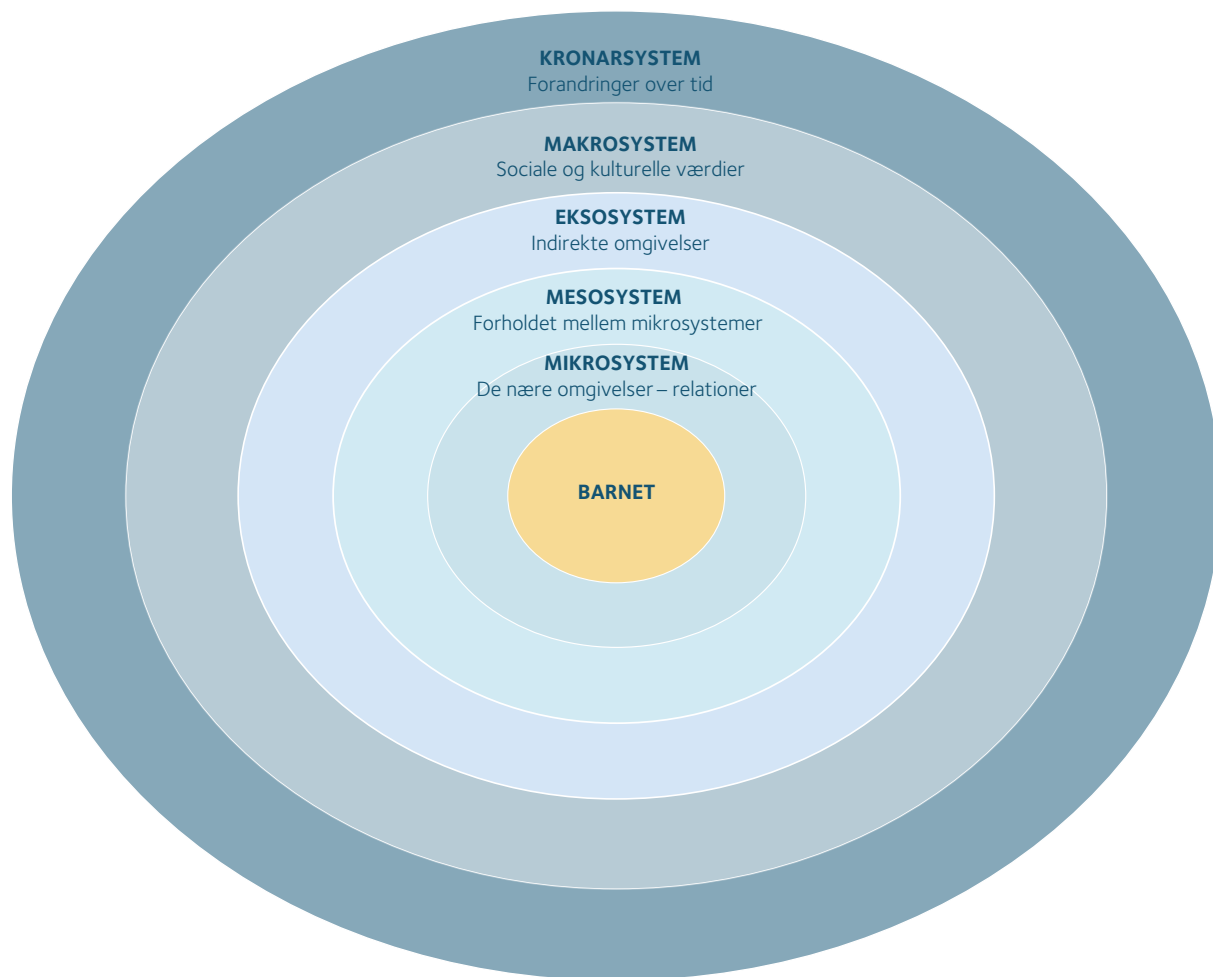 KRONARSYSTEM
Forandringer over tid
MAKROSYSTEM
Sociale og kulturelle værdier
EKSOSYSTEM
Indirekte omgivelser
MESOSYSTEM
Forholdet mellem mikrosystemer
MIKROSYSTEM
De nære omgivelser – relationer
BARNET